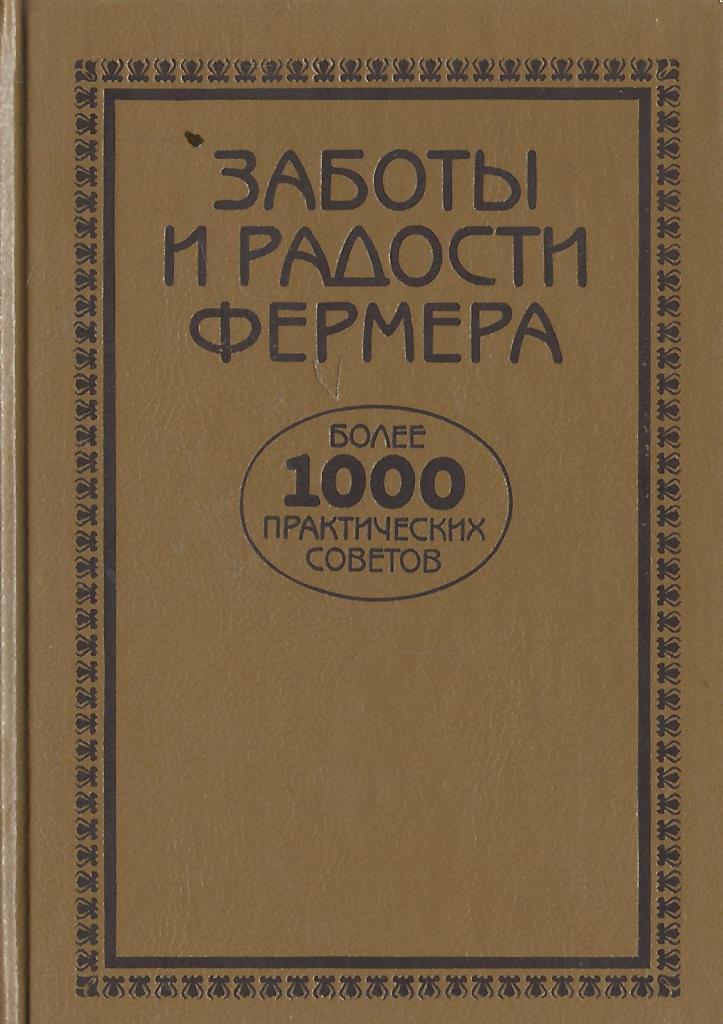 ЗАБОТЫ
И РАДОСТИ
ФЕРМЕРА
БОЛЕЕ
1000
ПРАКТИЧЕСКИХ
СОВЕТОВ